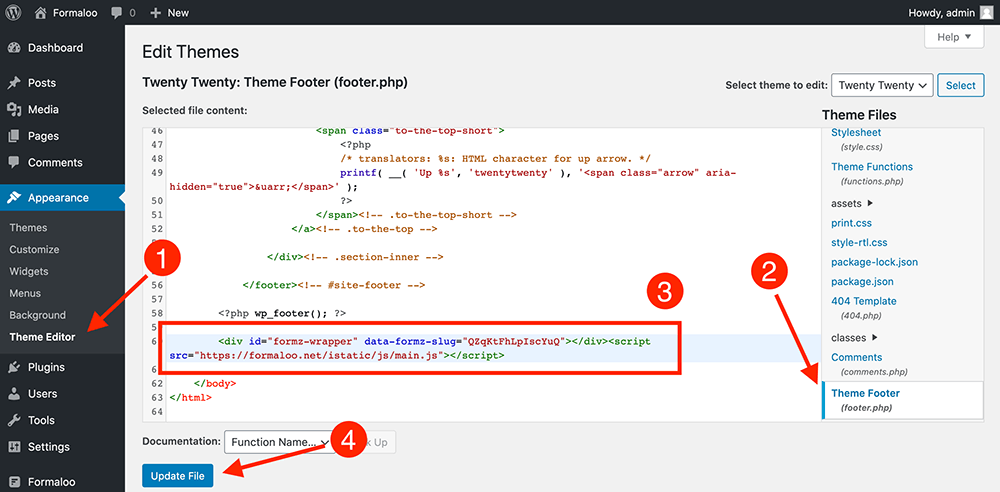 Formaloo 0 New Howdy, admin
Help
Dashboard
Posts
Media
Pages
Comments
Appearance
Themes
Customize
Widgets
Menus
Background
Theme Editor
Plugins
Users
Tools
Settings
Formaloo
Edit Themes
Twenty Twenty: Theme Footer (footer.php)
Select theme to edit: Twenty Twenty Select
Selected file content:
46 <span class="to-the-top-short">
47 <?php
48 /* translators: %s: HTML character for up arrow. */
49 printf( __( 'Up %s', 'twentytwenty' ), '<span class="arrow" aria-
hidden="true">&uarr;</span>' );
50 ?>
51 </span><!-- .to-the-top-short -->
52 </a><!-- .to-the-top -->
</div><!-- .section-inner -->
56 </footer><!-- #site-footer -->
57
58 <?php wp_footer(); ?>
<div id="formz-wrapper" data-formz-slug="QZqKtFhLpIscYuQ"></div><script
src="https://formaloo.net/istatic/js/main.js"></script>
62 </body>
63 </html>
64
Theme Files
Stylesheet
(style.css)
Theme Functions
(functions.php)
assets
print.css
style-rtl.css
package-lock.json
package.json
404 Template
(404.php)
classes
Comments
(comments.php)
Theme Footer
(footer.php)
Documentation: Function Name... Up
Update File
1
2
3
4